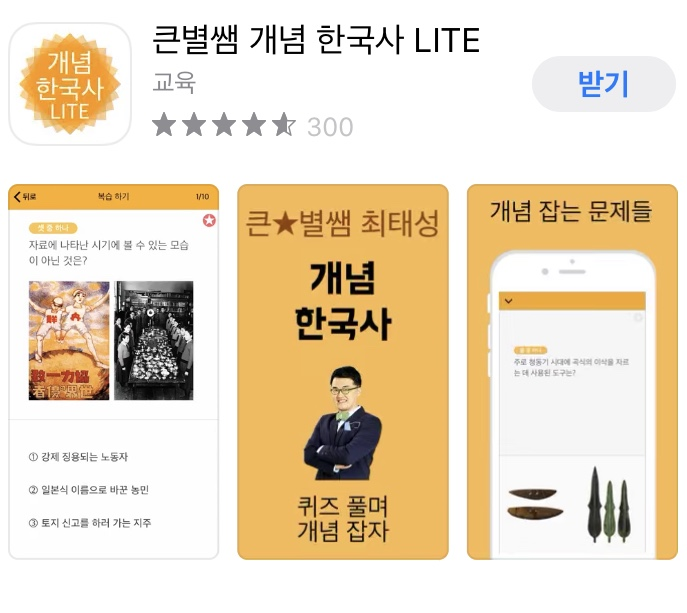 개념
한국사
LITE
큰별쌤 개념 한국사 LITE
교육
받기
300
뒤로
복습 하기
1/10
셋 중 하나
자료에 나타난 시기에 볼 수 있는 모습
이 아닌 것은?
① 강제 징용되는 노동자
② 일본식 이름으로 바꾼 농민
③ 토지 신고를 하러 가는 지주
큰★별쌤 최태성
개념
한국사
퀴즈 풀며
개념 잡자
개념 잡는 문제들
주로 청동기 시대에 곡식의 이삭을 자르
는 데 사용된 도구는?